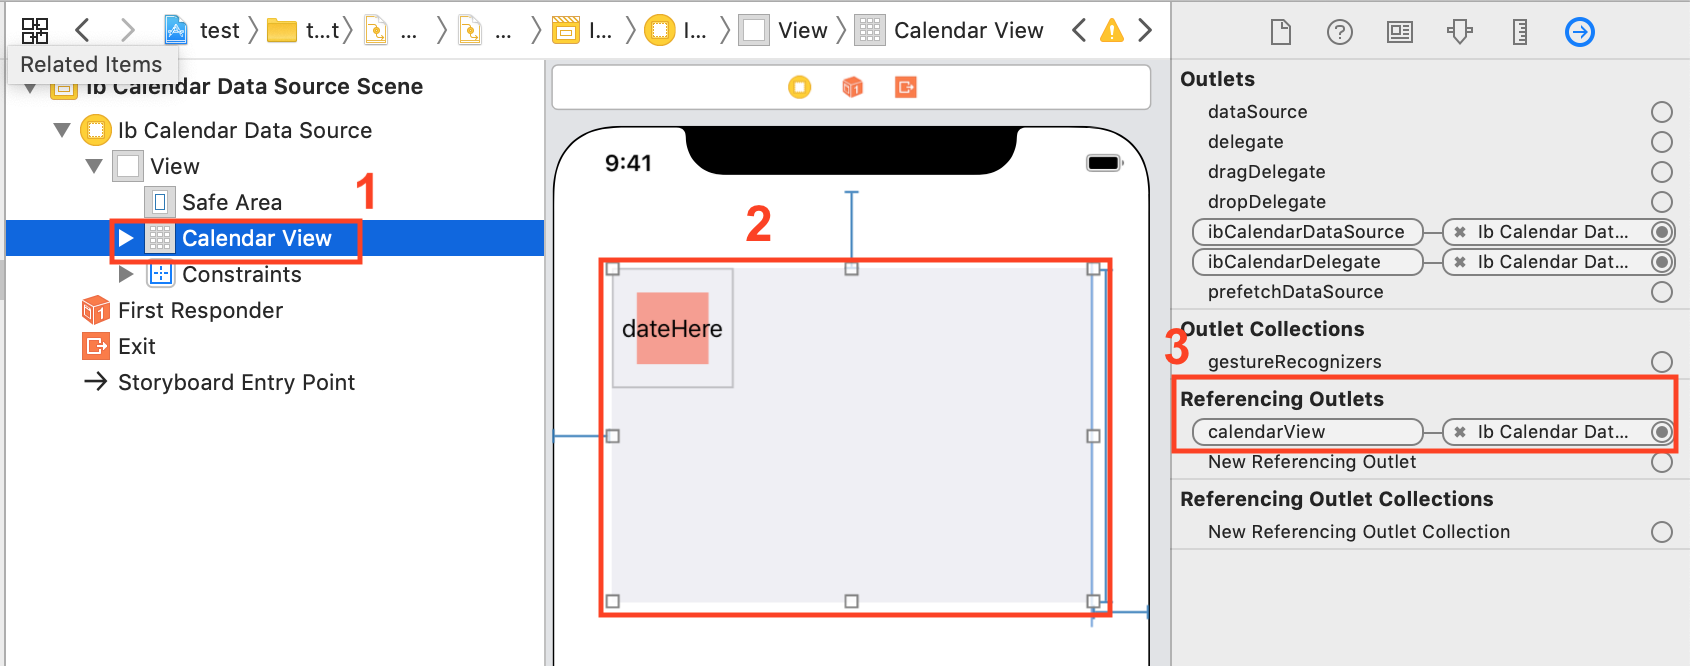 test t...t ... ... I... I... View Calendar View
Related Items
Ib Calendar Data Source Scene
Ib Calendar Data Source
View
Safe Area
Calendar View
Constraints
First Responder
Exit
Storyboard Entry Point
1
2
3
9:41
dateHere
Outlets
dataSource
delegate
dragDelegate
dropDelegate
ibCalendarDataSource Ib Calendar Dat...
ibCalendarDelegate Ib Calendar Dat...
prefetchDataSource
Outlet Collections
gestureRecognizers
Referencing Outlets
calendarView Ib Calendar Dat...
New Referencing Outlet
Referencing Outlet Collections
New Referencing Outlet Collection